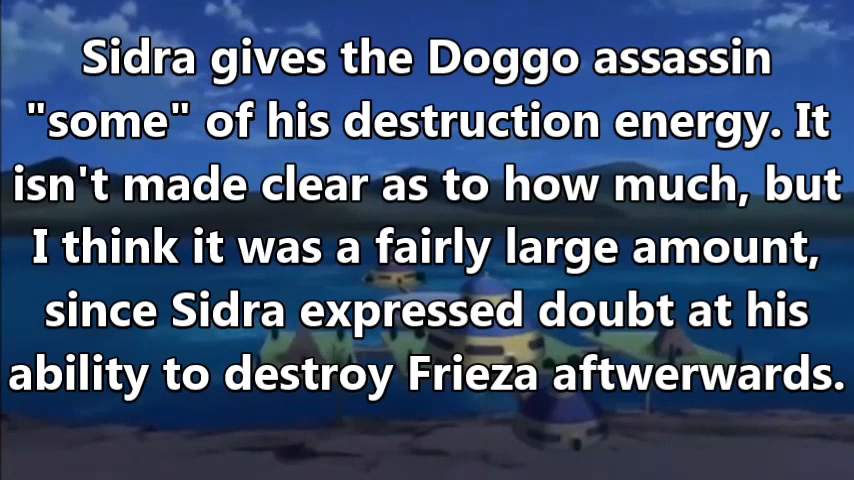 Sidra gives the Doggo assassin
"some" of his destruction energy. It
isn't made clear as to how much, but
I think it was a fairly large amount,
since Sidra expressed doubt at his
ability to destroy Frieza aftwerwards.